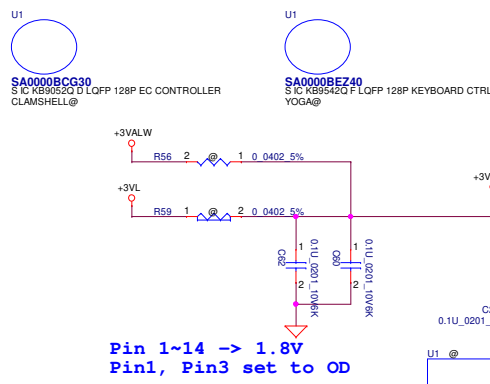 U1
U1
SA0000BCG30
SA0000BEZ40
S IC KB9052Q D LQFP 128P EC CONTROLLER
S IC KB9542Q F LQFP 128P KEYBOARD CTRL
CLAMSHELL@
YOGA@
+3VALW
R56 2 @ 1 0_0402_5%
+3VL
+3V
R59 1 @ 2 0_0402_5%
1
1
C62
0.1U_0201_10V6K
C60
0.1U_0201_10V6K
2
2
C
0.1U_0201_
Pin 1~14 -> 1.8V
Pin1, Pin3 set to OD
U1 @